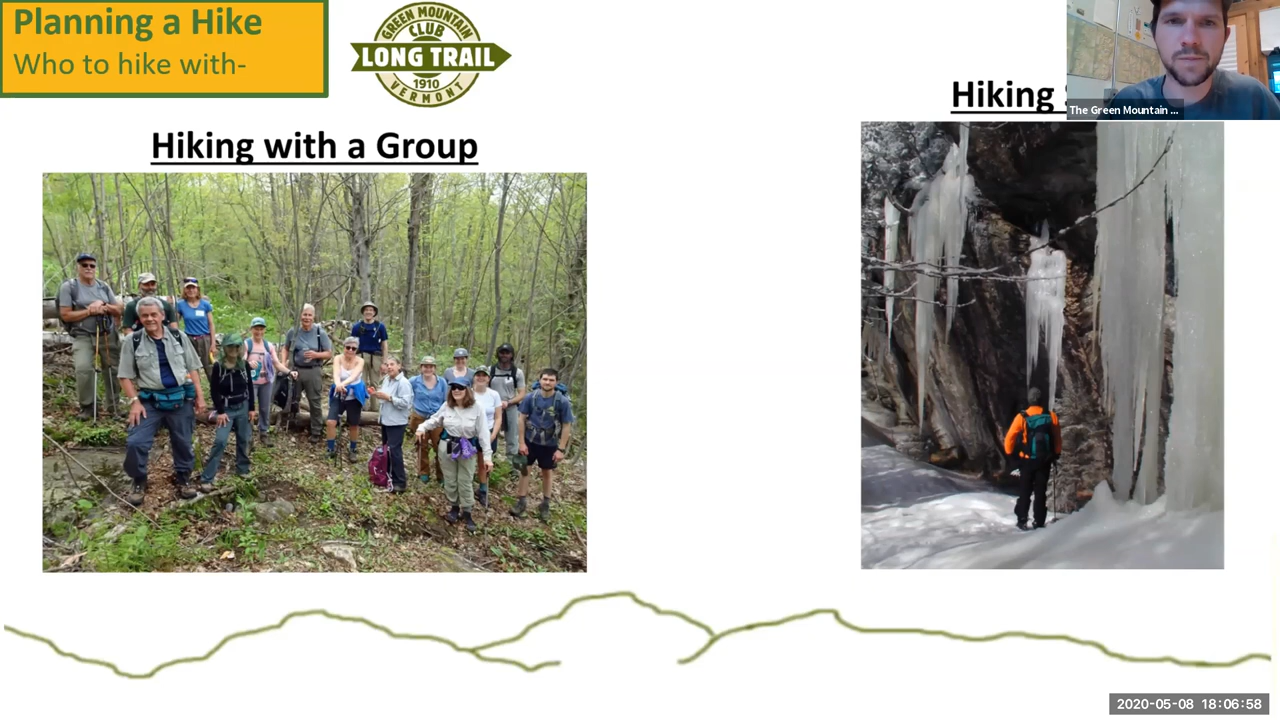 Planning a Hike
Who to hike with-
GREEN MOUNTAIN
CLUB
LONG TRAIL
1910
VERMONT
Hiking
The Green Mountain ...
Hiking with a Group
2020-05-08 18:06:58